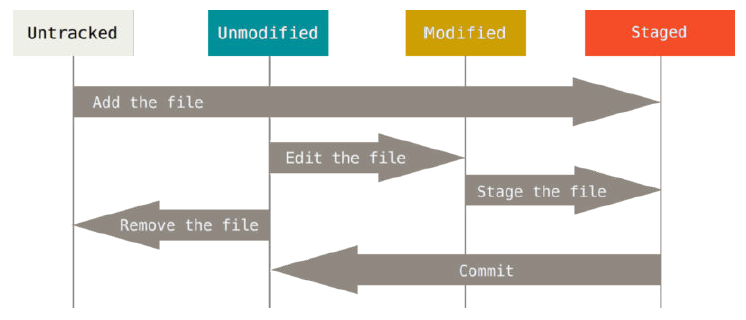 Untracked
Unmodified
Modified
Staged
Add the file
Edit the file
Stage the file
Remove the file
Commit